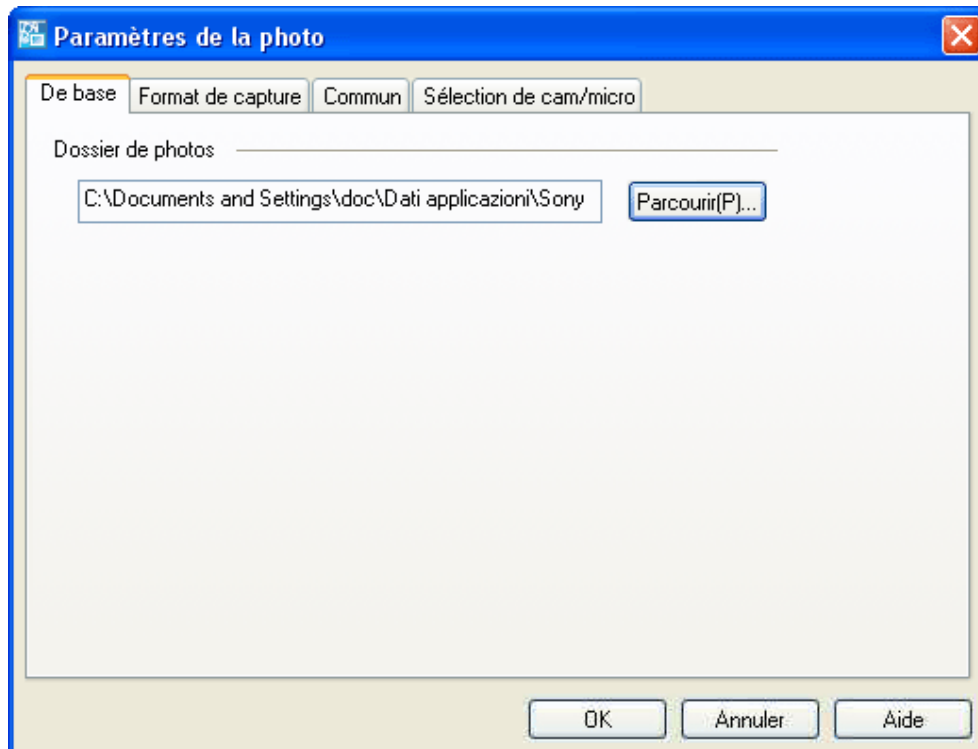 Paramètres de la photo
De base Format de capture Commun Sélection de cam/micro
Dossier de photos
C:\Documents and Settings\doc\Dati applicazioni\Sony Parcourir(P)...
OK Annuler Aide